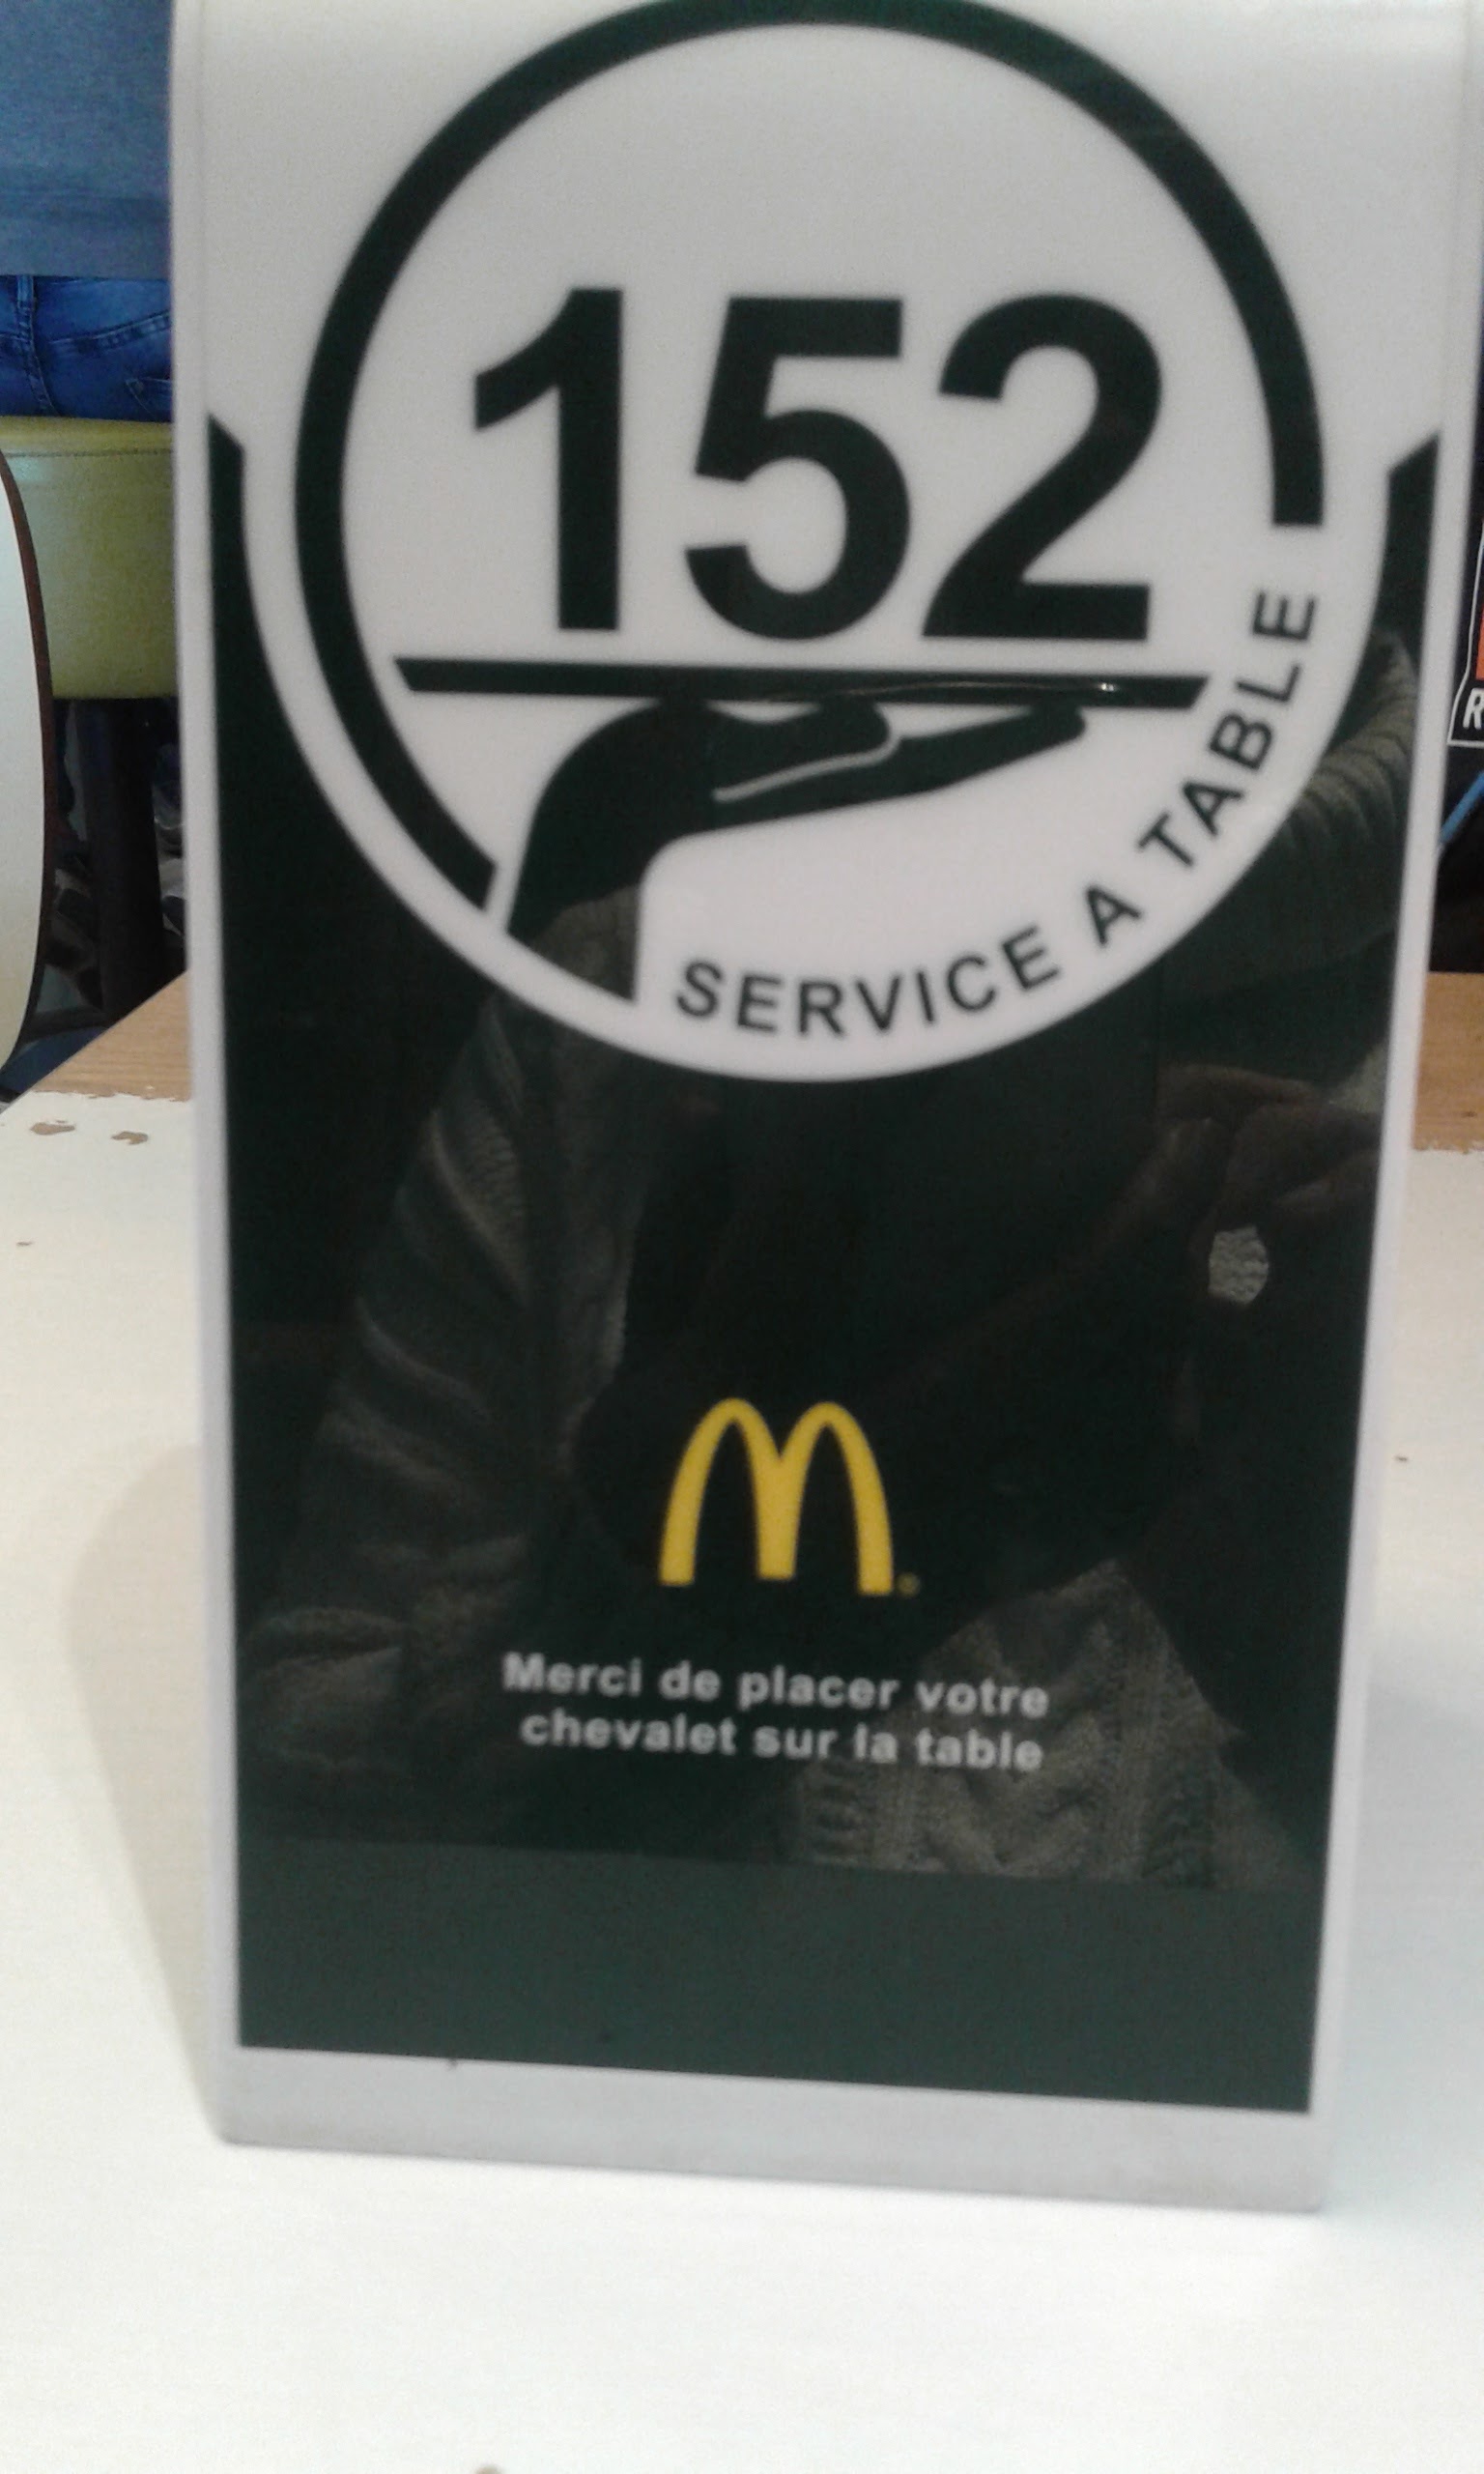 152
SERVICE A TABLE
Merci de placer votre
chevalet sur la table